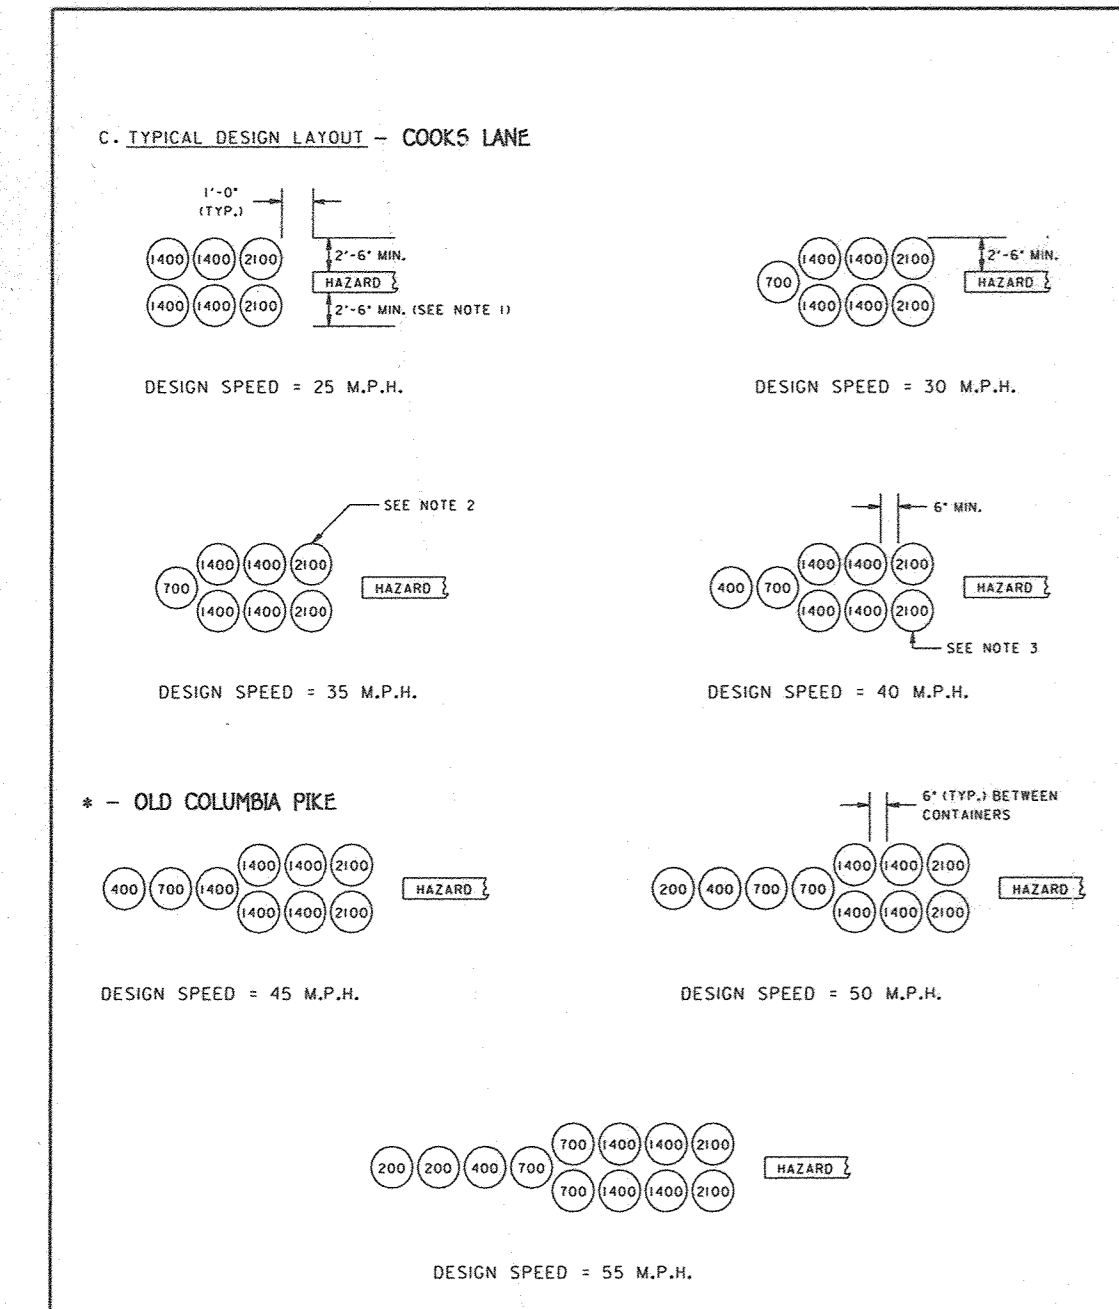 C. TYPICAL DESIGN LAYOUT - COOKS LANE
1'-0"
(TYP.)
1400 1400 2100
2'-6" MIN.
HAZARD
1400 1400 2100
2'-6" MIN. (SEE NOTE 1)
DESIGN SPEED = 25 M.P.H.
1400 1400 2100
2'-6" MIN.
700
HAZARD
1400 1400 2100
DESIGN SPEED = 30 M.P.H.
SEE NOTE 2
1400 1400 2100
700
HAZARD
1400 1400 2100
DESIGN SPEED = 35 M.P.H.
6" MIN.
1400 1400 2100
400 700
HAZARD
1400 1400 2100
SEE NOTE 3
DESIGN SPEED = 40 M.P.H.
* - OLD COLUMBIA PIKE
1400 1400 2100
400 700 1400
HAZARD
1400 1400 2100
DESIGN SPEED = 45 M.P.H.
6" (TYP.) BETWEEN
CONTAINERS
1400 1400 2100
200 400 700 700
HAZARD
1400 1400 2100
DESIGN SPEED = 50 M.P.H.
700 1400 1400 2100
200 200 400 700
HAZARD
700 1400 1400 2100
DESIGN SPEED = 55 M.P.H.